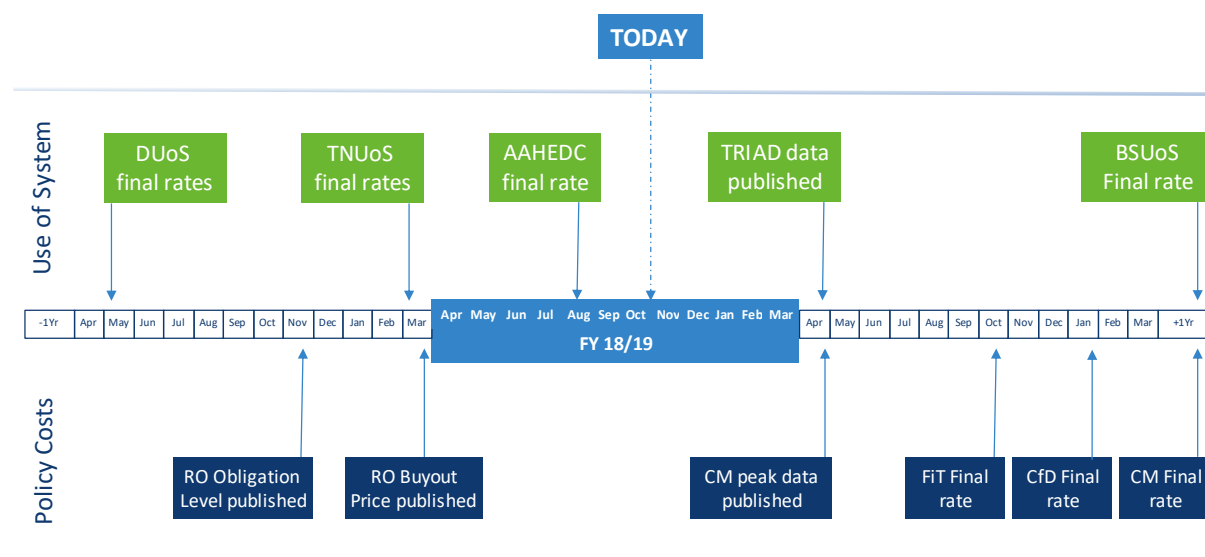 TODAY
Use of System
DUoS
final rates
TNUoS
final rates
AAHEDC
final rate
TRIAD data
published
BSUoS
Final rate
-1Yr Apr May Jun Jul Aug Sep Oct Nov Dec Jan Feb Mar Apr May Jun Jul Aug Sep Oct Nov Dec Jan Feb Mar Apr May Jun Jul Aug Sep Oct Nov Dec Jan Feb Mar +1Yr
FY 18/19
Policy Costs
RO Obligation
Level published
RO Buyout
Price published
CM peak data
published
FiT Final
rate
CfD Final
rate
CM Final
rate